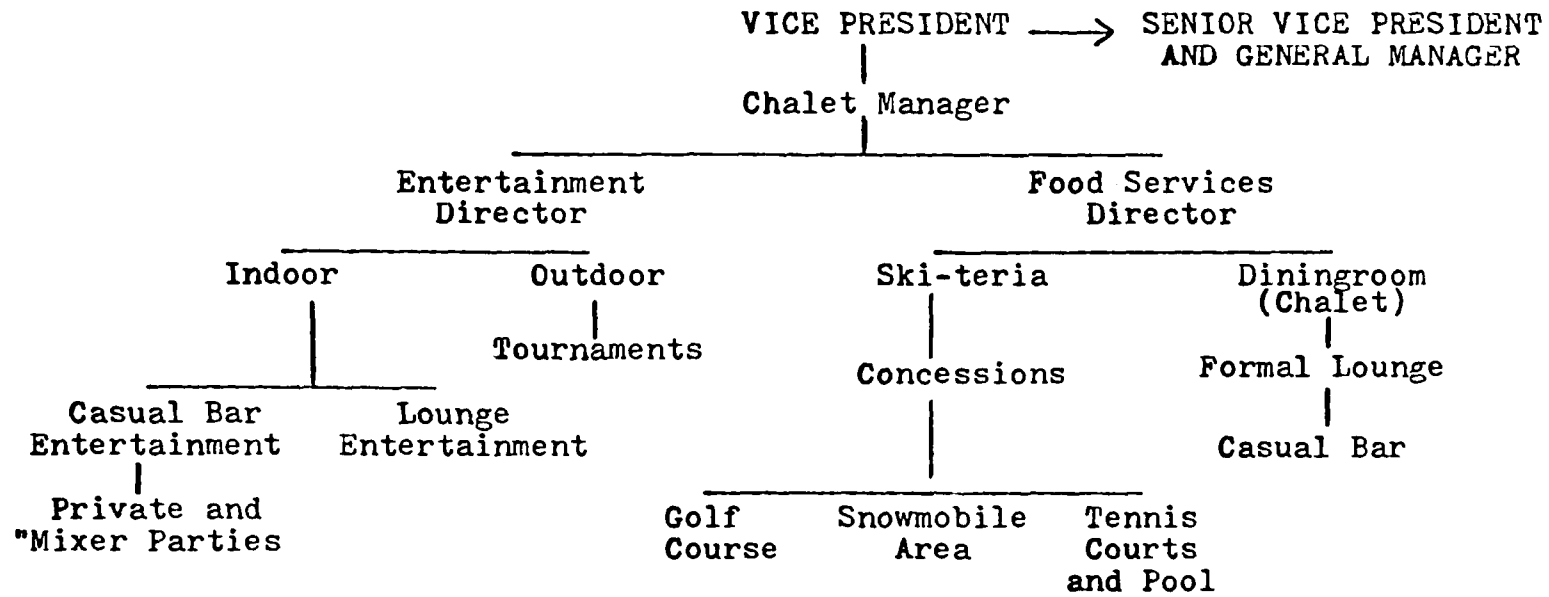 VICE PRESIDENT → SENIOR VICE PRESIDENT
AND GENERAL MANAGER
Chalet Manager
Entertainment
Director
Food Services
Director
Indoor
Outdoor
Ski-teria
Diningroom
(Chalet)
Tournaments
Concessions
Formal Lounge
Casual Bar
Entertainment
Lounge
Entertainment
Casual Bar
Private and
"Mixer Parties
Golf
Course
Snowmobile
Area
Tennis
Courts
and Pool